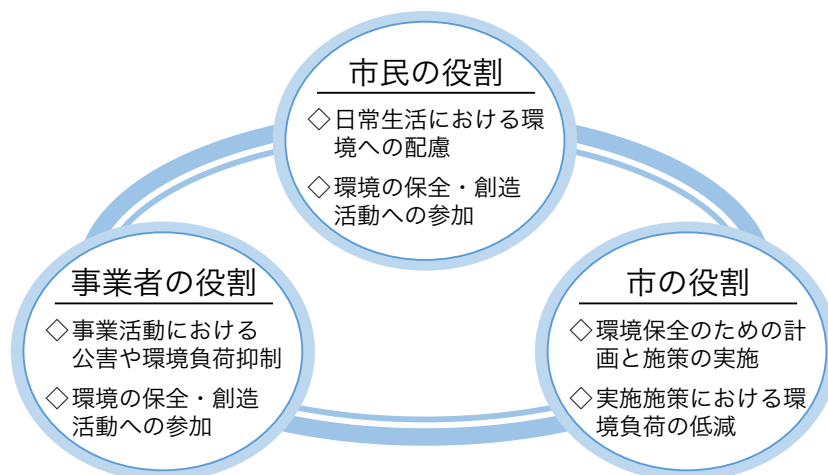 市民の役割
◇日常生活における環
境への配慮
◇環境の保全・創造
活動への参加
事業者の役割
◇事業活動における
公害や環境負荷抑制
◇環境の保全・創造
活動への参加
市の役割
◇環境保全のための計
画と施策の実施
◇実施施策における環
境負荷の低減